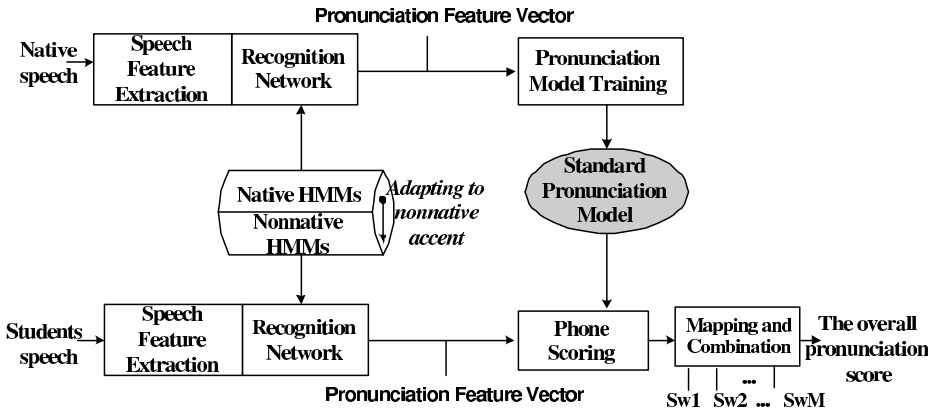 Pronunciation Feature Vector
Native
speech
Speech
Feature
Extraction
Recognition
Network
Pronunciation
Model Training
Native HMMs
Nonnative
HMMs
Adapting to
nonnative
accent
Standard
Pronunciation
Model
Students
speech
Speech
Feature
Extraction
Recognition
Network
Phone
Scoring
Mapping and
Combination
The overall
pronunciation
score
...
Sw1 Sw2 ... SwM
Pronunciation Feature Vector